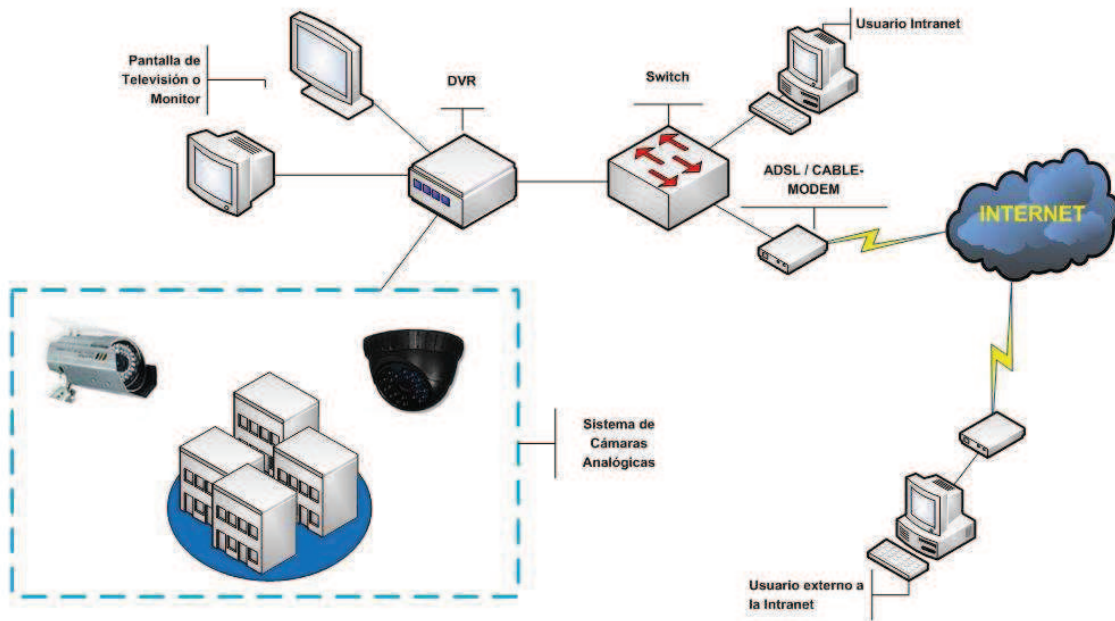 Usuario Intranet
Pantalla de
Televisión o
Monitor
DVR
Switch
ADSL / CABLE-
MODEM
INTERNET
Sistema de
Cámaras
Analógicas
Usuario externo a
la Intranet